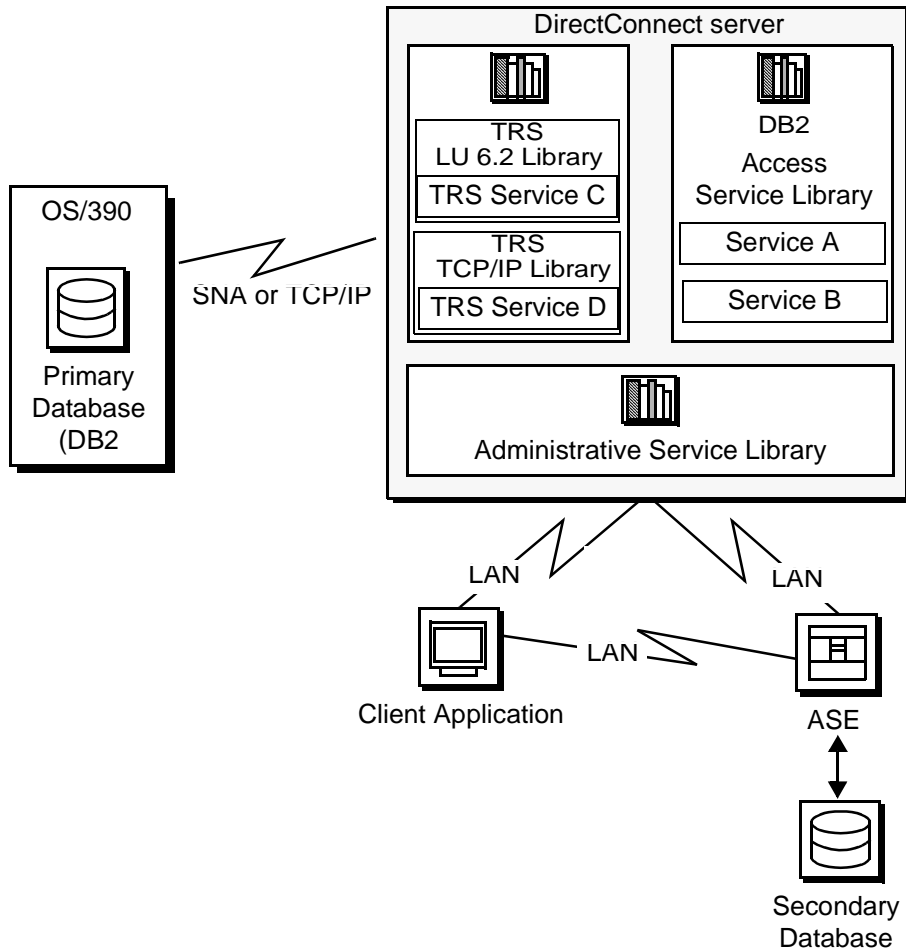 DirectConnect server
TRS
LU 6.2 Library
TRS Service C
TRS
TCP/IP Library
TRS Service D
DB2
Access
Service Library
Service A
Service B
Administrative Service Library
OS/390
Primary
Database
(DB2
SNA or TCP/IP
LAN
LAN
LAN
Client Application
ASE
Secondary
Database